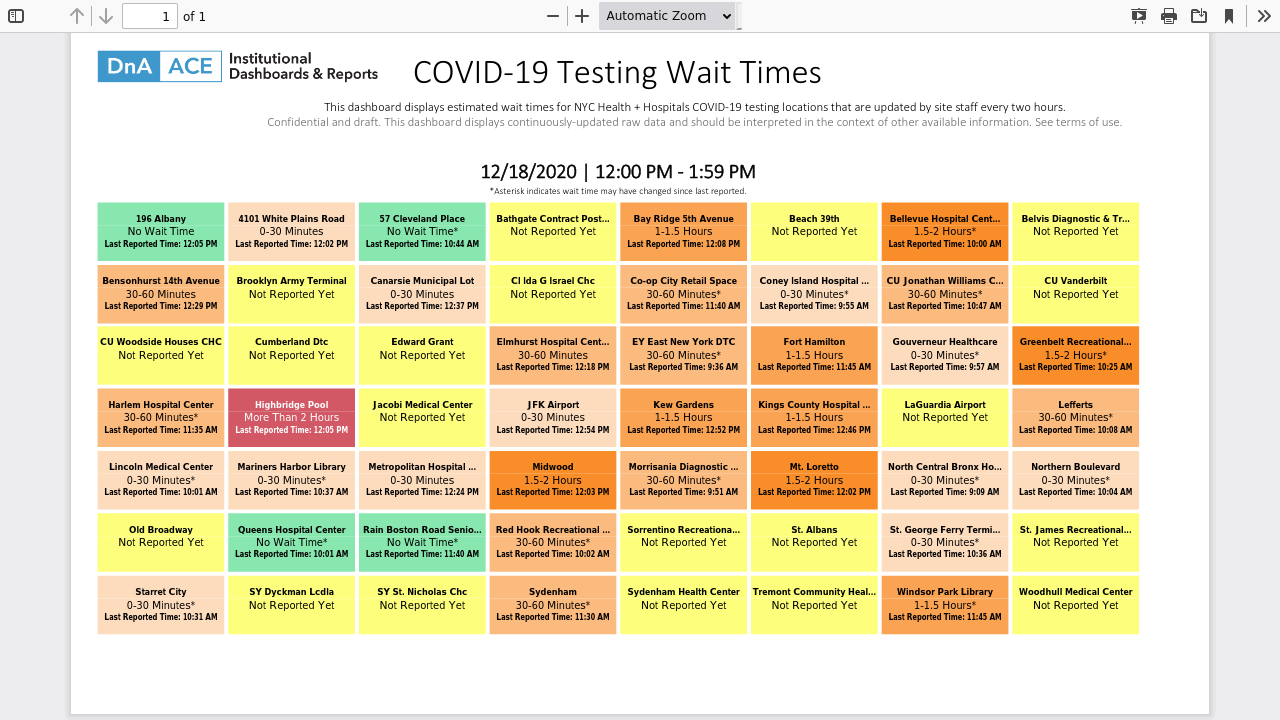 1 of 1 Automatic Zoom
DnA ACE Institutional
Dashboards & Reports
COVID-19 Testing Wait Times
This dashboard displays estimated wait times for NYC Health + Hospitals COVID-19 testing locations that are updated by site staff every two hours.
Confidential and draft. This dashboard displays continuously-updated raw data and should be interpreted in the context of other available information. See terms of use.
12/18/2020 | 12:00 PM - 1:59 PM
*Asterisk indicates wait time may have changed since last reported.
196 Albany
No Wait Time
Last Reported Time: 12:05 PM
4101 White Plains Road
0-30 Minutes
Last Reported Time: 12:02 PM
57 Cleveland Place
No Wait Time*
Last Reported Time: 10:44 AM
Bathgate Contract Post...
Not Reported Yet
Bay Ridge 5th Avenue
1-1.5 Hours
Last Reported Time: 12:08 PM
Beach 39th
Not Reported Yet
Bellevue Hospital Cent...
1.5-2 Hours*
Last Reported Time: 10:00 AM
Belvis Diagnostic & Tr...
Not Reported Yet
Bensonhurst 14th Avenue
30-60 Minutes
Last Reported Time: 12:29 PM
Brooklyn Army Terminal
Not Reported Yet
Canarsie Municipal Lot
0-30 Minutes
Last Reported Time: 12:37 PM
CI Ida G Israel Chc
Not Reported Yet
Co-op City Retail Space
30-60 Minutes*
Last Reported Time: 11:40 AM
Coney Island Hospital ...
0-30 Minutes*
Last Reported Time: 9:55 AM
CU Jonathan Williams C...
30-60 Minutes*
Last Reported Time: 10:47 AM
CU Vanderbilt
Not Reported Yet
CU Woodside Houses CHC
Not Reported Yet
Cumberland Dtc
Not Reported Yet
Edward Grant
Not Reported Yet
Elmhurst Hospital Cent...
30-60 Minutes
Last Reported Time: 12:18 PM
EY East New York DTC
30-60 Minutes*
Last Reported Time: 9:36 AM
Fort Hamilton
1-1.5 Hours
Last Reported Time: 11:45 AM
Gouverneur Healthcare
0-30 Minutes*
Last Reported Time: 9:57 AM
Greenbelt Recreational...
1.5-2 Hours*
Last Reported Time: 10:25 AM
Harlem Hospital Center
30-60 Minutes*
Last Reported Time: 11:35 AM
Highbridge Pool
More Than 2 Hours
Last Reported Time: 12:05 PM
Jacobi Medical Center
Not Reported Yet
JFK Airport
0-30 Minutes
Last Reported Time: 12:54 PM
Kew Gardens
1-1.5 Hours
Last Reported Time: 12:52 PM
Kings County Hospital ...
1-1.5 Hours
Last Reported Time: 12:46 PM
LaGuardia Airport
Not Reported Yet
Lefferts
30-60 Minutes*
Last Reported Time: 10:08 AM
Lincoln Medical Center
0-30 Minutes*
Last Reported Time: 10:01 AM
Mariners Harbor Library
0-30 Minutes*
Last Reported Time: 10:37 AM
Metropolitan Hospital ...
0-30 Minutes
Last Reported Time: 12:24 PM
Midwood
1.5-2 Hours
Last Reported Time: 12:03 PM
Morrisania Diagnostic ...
30-60 Minutes*
Last Reported Time: 9:51 AM
Mt. Loretto
1.5-2 Hours
Last Reported Time: 12:02 PM
North Central Bronx Ho...
0-30 Minutes*
Last Reported Time: 9:09 AM
Northern Boulevard
0-30 Minutes*
Last Reported Time: 10:04 AM
Old Broadway
Not Reported Yet
Queens Hospital Center
No Wait Time*
Last Reported Time: 10:01 AM
Rain Boston Road Senio...
No Wait Time*
Last Reported Time: 11:40 AM
Red Hook Recreational ...
30-60 Minutes*
Last Reported Time: 10:02 AM
Sorrentino Recreationa...
Not Reported Yet
St. Albans
Not Reported Yet
St. George Ferry Termi...
0-30 Minutes*
Last Reported Time: 10:36 AM
St. James Recreational...
Not Reported Yet
Starret City
0-30 Minutes*
Last Reported Time: 10:31 AM
SY Dyckman Lcdla
Not Reported Yet
SY St. Nicholas Chc
Not Reported Yet
Sydenham
30-60 Minutes*
Last Reported Time: 11:30 AM
Sydenham Health Center
Not Reported Yet
Tremont Community Heal...
Not Reported Yet
Windsor Park Library
1-1.5 Hours*
Last Reported Time: 11:45 AM
Woodhull Medical Center
Not Reported Yet